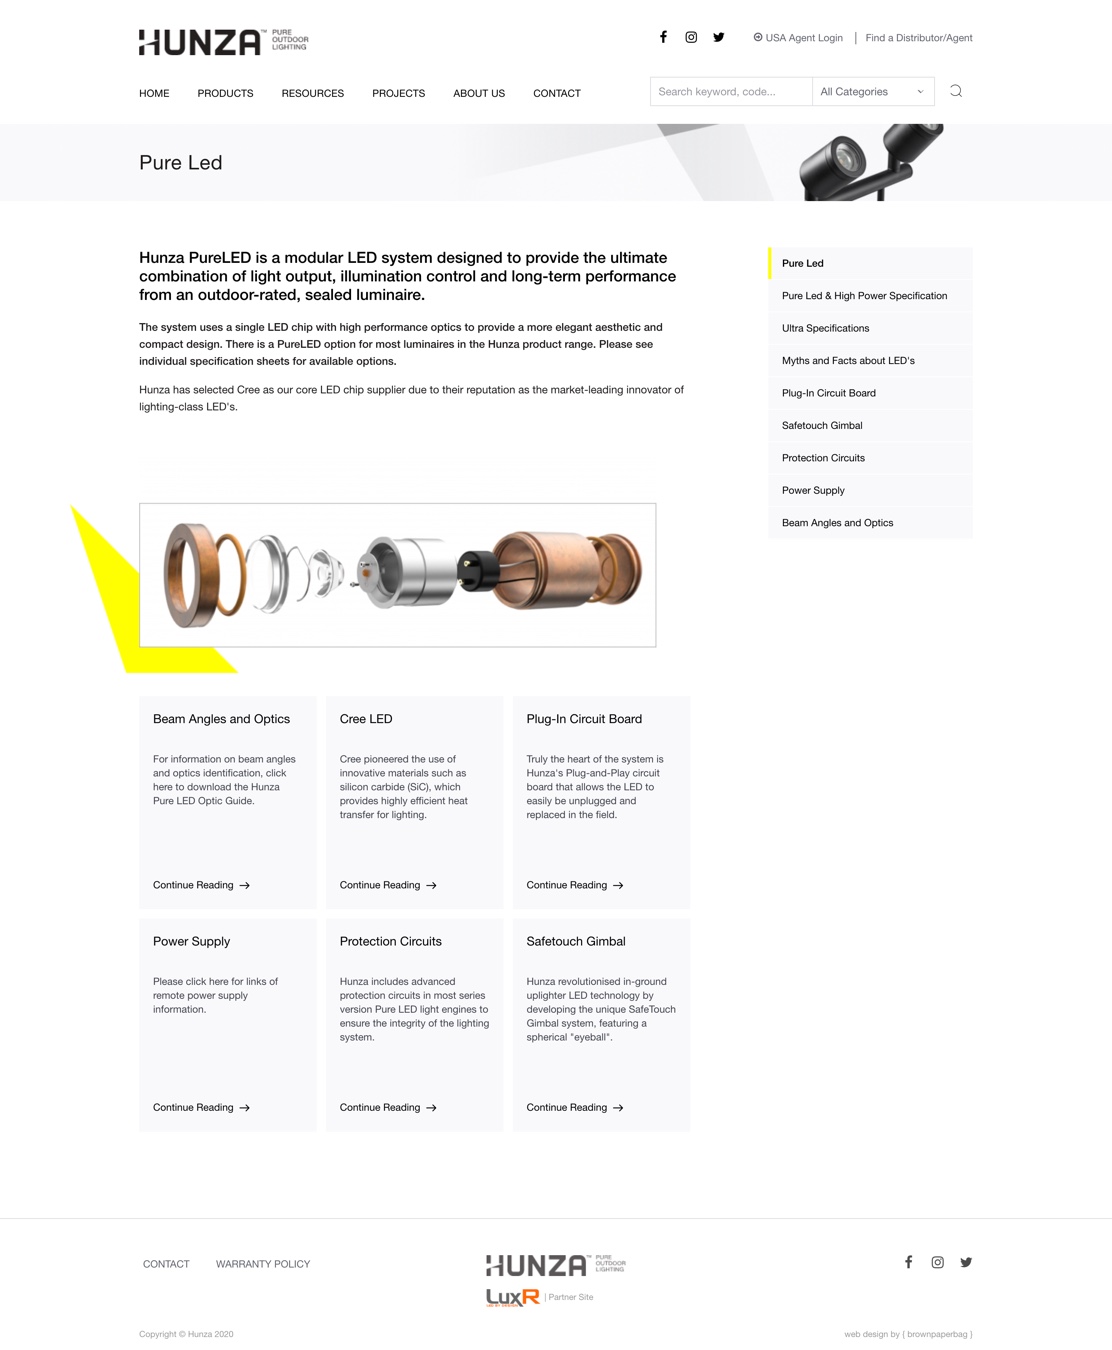 HUNZA™ PURE OUTDOOR LIGHTING
USA Agent Login | Find a Distributor/Agent
HOME PRODUCTS RESOURCES PROJECTS ABOUT US CONTACT
Search keyword, code... All Categories
Pure Led
Hunza PureLED is a modular LED system designed to provide the ultimate
combination of light output, illumination control and long-term performance
from an outdoor-rated, sealed luminaire.
The system uses a single LED chip with high performance optics to provide a more elegant aesthetic and
compact design. There is a PureLED option for most luminaires in the Hunza product range. Please see
individual specification sheets for available options.
Hunza has selected Cree as our core LED chip supplier due to their reputation as the market-leading innovator of
lighting-class LED's.
Pure Led
Pure Led & High Power Specification
Ultra Specifications
Myths and Facts about LED's
Plug-In Circuit Board
Safetouch Gimbal
Protection Circuits
Power Supply
Beam Angles and Optics
Beam Angles and Optics
For information on beam angles
and optics identification, click
here to download the Hunza
Pure LED Optic Guide.
Continue Reading →
Cree LED
Cree pioneered the use of
innovative materials such as
silicon carbide (SiC), which
provides highly efficient heat
transfer for lighting.
Continue Reading →
Plug-In Circuit Board
Truly the heart of the system is
Hunza's Plug-and-Play circuit
board that allows the LED to
easily be unplugged and
replaced in the field.
Continue Reading →
Power Supply
Please click here for links of
remote power supply
information.
Continue Reading →
Protection Circuits
Hunza includes advanced
protection circuits in most series
version Pure LED light engines to
ensure the integrity of the lighting
system.
Continue Reading →
Safetouch Gimbal
Hunza revolutionised in-ground
uplighter LED technology by
developing the unique SafeTouch
Gimbal system, featuring a
spherical "eyeball".
Continue Reading →
CONTACT WARRANTY POLICY
HUNZA™ PURE OUTDOOR LIGHTING
LuxR | Partner Site
LED BY DESIGN
Copyright © Hunza 2020
web design by { brownpaperbag }